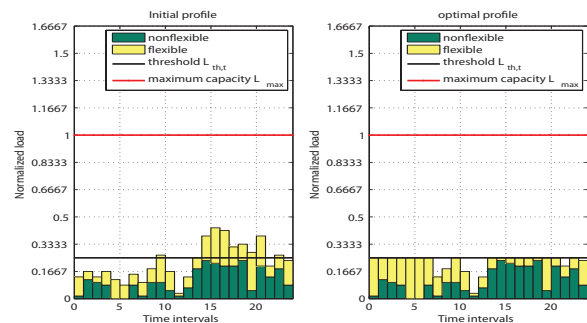 Initial profile
1.6667
1.5
1.3333
1.1667
1
0.8333
0.6667
0.5
0.3333
0.1667
0
nonflexible
flexible
threshold L th,t
maximum capacity L max
Normalized load
0 5 10 15 20
Time intervals
optimal profile
1.6667
1.5
1.3333
1.1667
1
0.8333
0.6667
0.5
0.3333
0.1667
0
nonflexible
flexible
threshold L th,t
maximum capacity L max
Normalized load
0 5 10 15 20
Time intervals